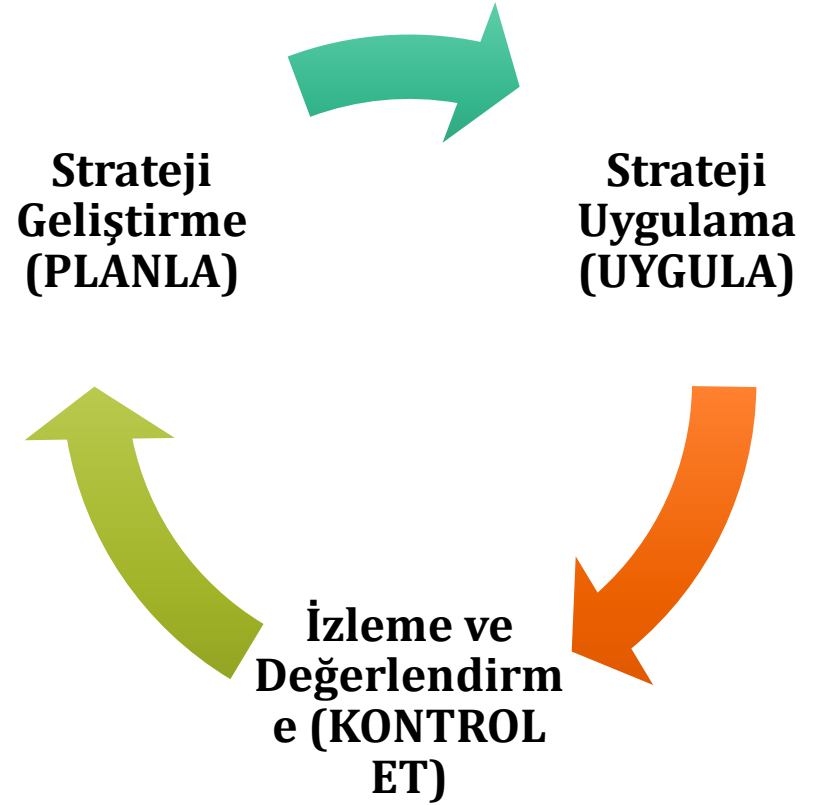 Strateji
Geliştirme
(PLANLA)
Strateji
Uygulama
(UYGULA)
İzleme ve
Değerlendirm
e (KONTROL
ET)